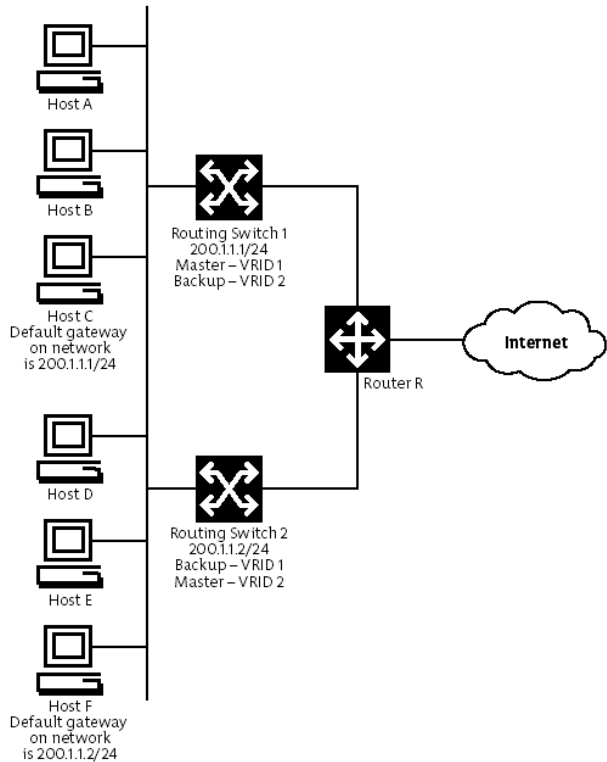 Host A
Host B
Routing Switch 1
200.1.1.1/24
Master – VRID 1
Backup – VRID 2
Host C
Default gateway
on network
is 200.1.1.1/24
Internet
Router R
Host D
Routing Switch 2
200.1.1.2/24
Backup – VRID 1
Master – VRID 2
Host E
Host F
Default gateway
on network
is 200.1.1.2/24